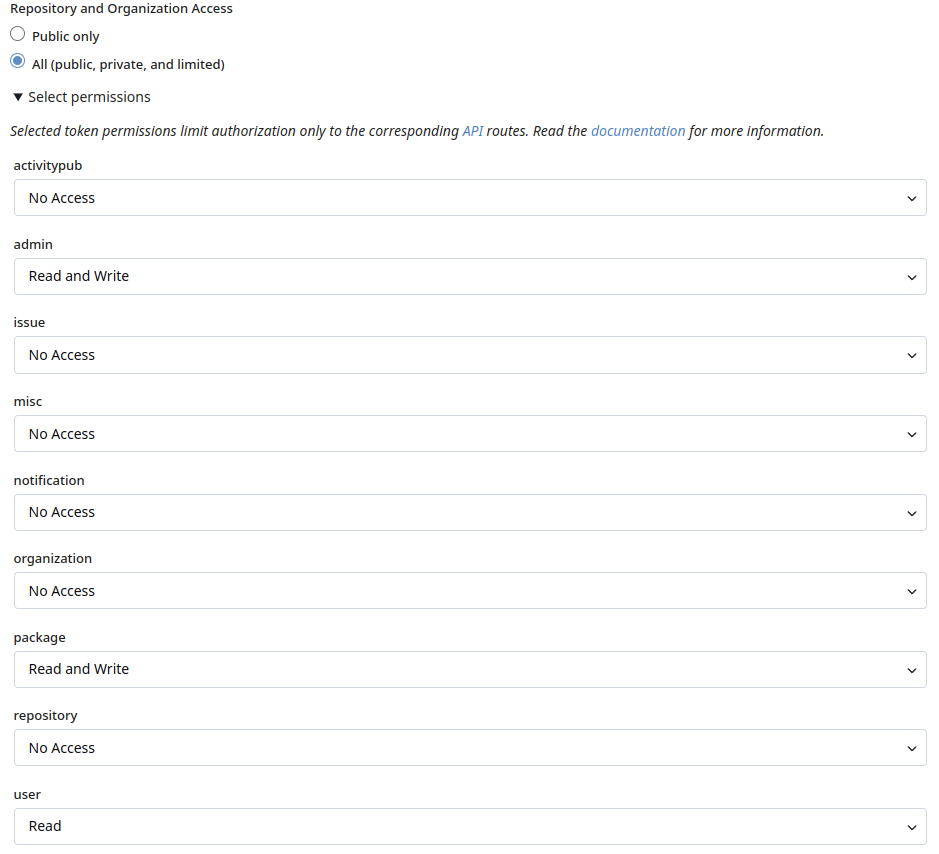 Repository and Organization Access
Public only
All (public, private, and limited)
Select permissions
Selected token permissions limit authorization only to the corresponding API routes. Read the documentation for more information.
activitypub
No Access
admin
Read and Write
issue
No Access
misc
No Access
notification
No Access
organization
No Access
package
Read and Write
repository
No Access
user
Read